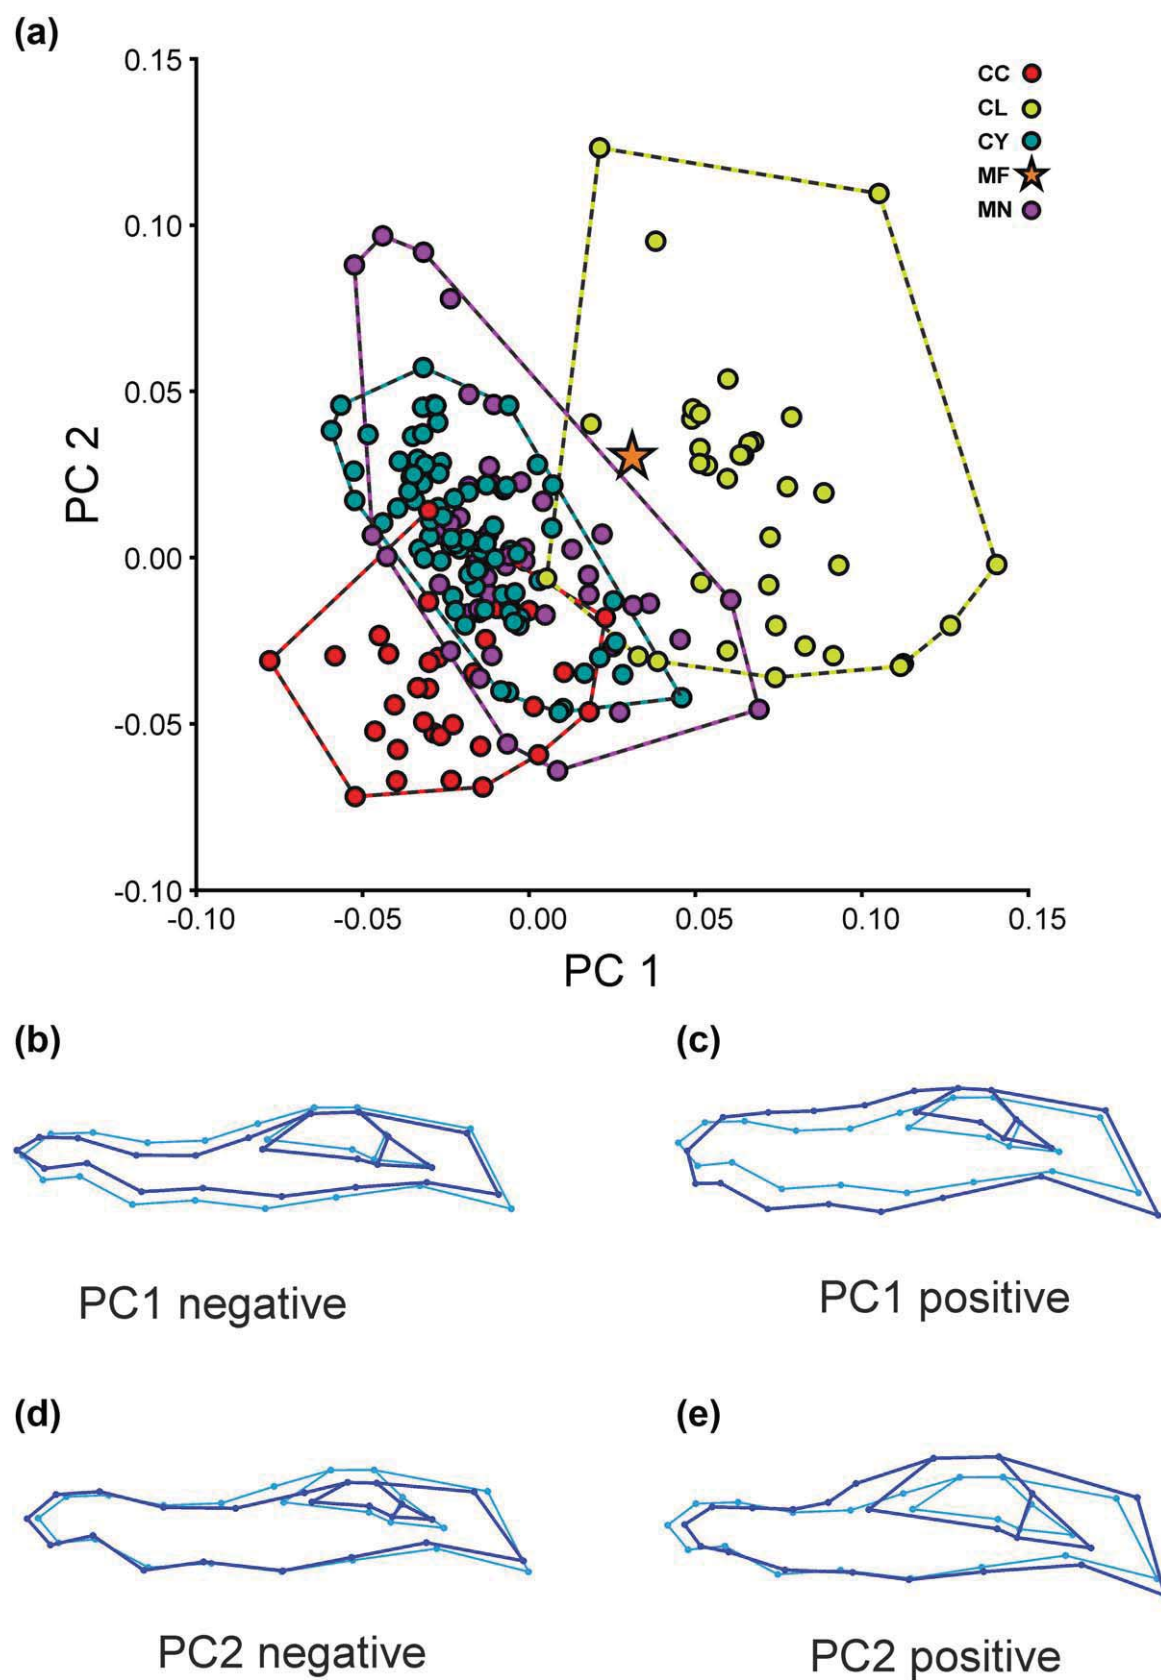 (a)
0.15
0.10
0.05
0.00
-0.05
-0.10
PC 2
CC
CL
CY
MF
MN
-0.10 -0.05 0.00 0.05 0.10 0.15
PC 1
(b)
(c)
PC1 negative
PC1 positive
(d)
(e)
PC2 negative
PC2 positive